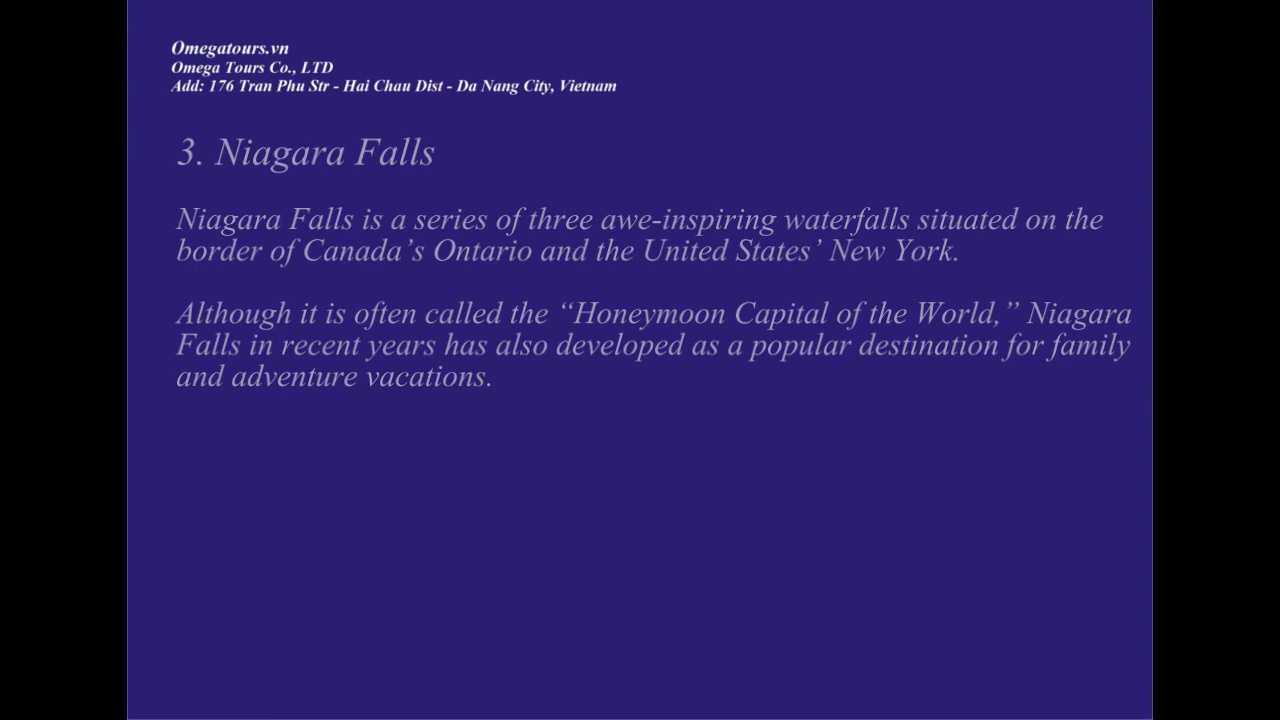 Omegatours.vn
Omega Tours Co., LTD
Add: 176 Tran Phu Str - Hai Chau Dist - Da Nang City, Vietnam
3. Niagara Falls
Niagara Falls is a series of three awe-inspiring waterfalls situated on the
border of Canada’s Ontario and the United States’ New York.
Although it is often called the “Honeymoon Capital of the World,” Niagara
Falls in recent years has also developed as a popular destination for family
and adventure vacations.